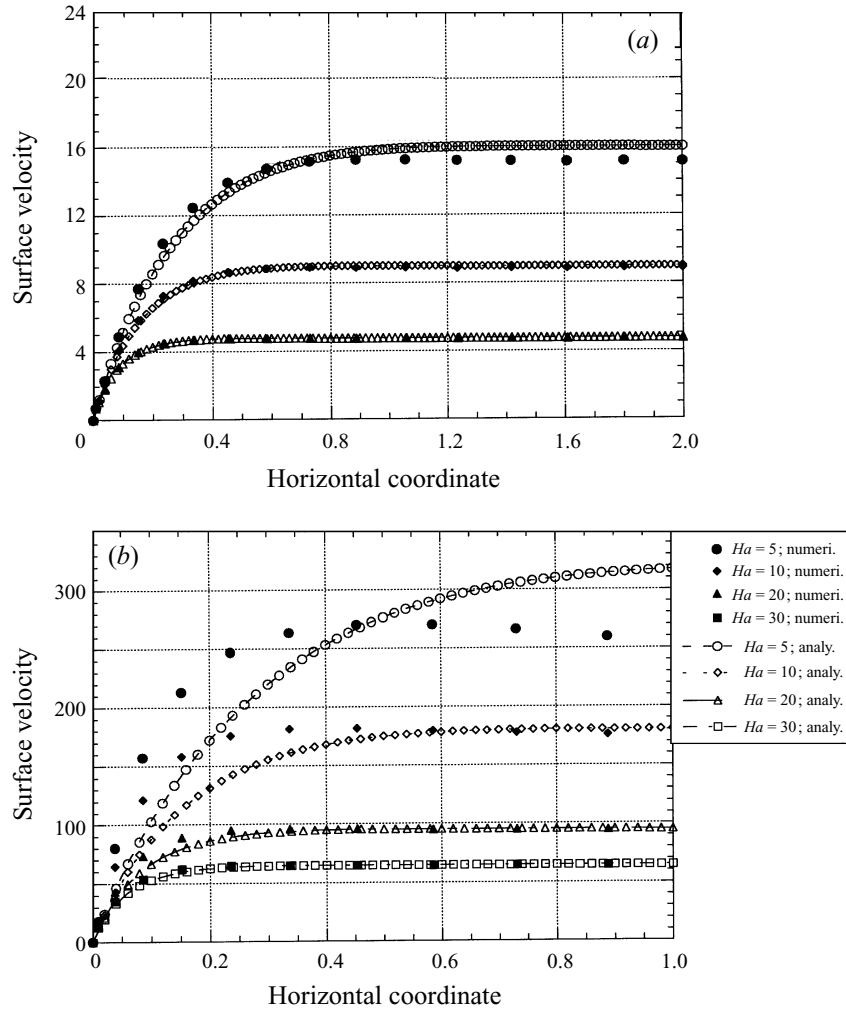 (a)
24
20
16
12
8
4
0
Surface velocity
0.4
0.8
1.2
1.6
2.0
Horizontal coordinate
(b)
300
200
100
0
Surface velocity
0
0.2
0.4
0.6
0.8
1.0
Horizontal coordinate
Ha = 5; numeri.
Ha = 10; numeri.
Ha = 20; numeri.
Ha = 30; numeri.
Ha = 5; analy.
Ha = 10; analy.
Ha = 20; analy.
Ha = 30; analy.